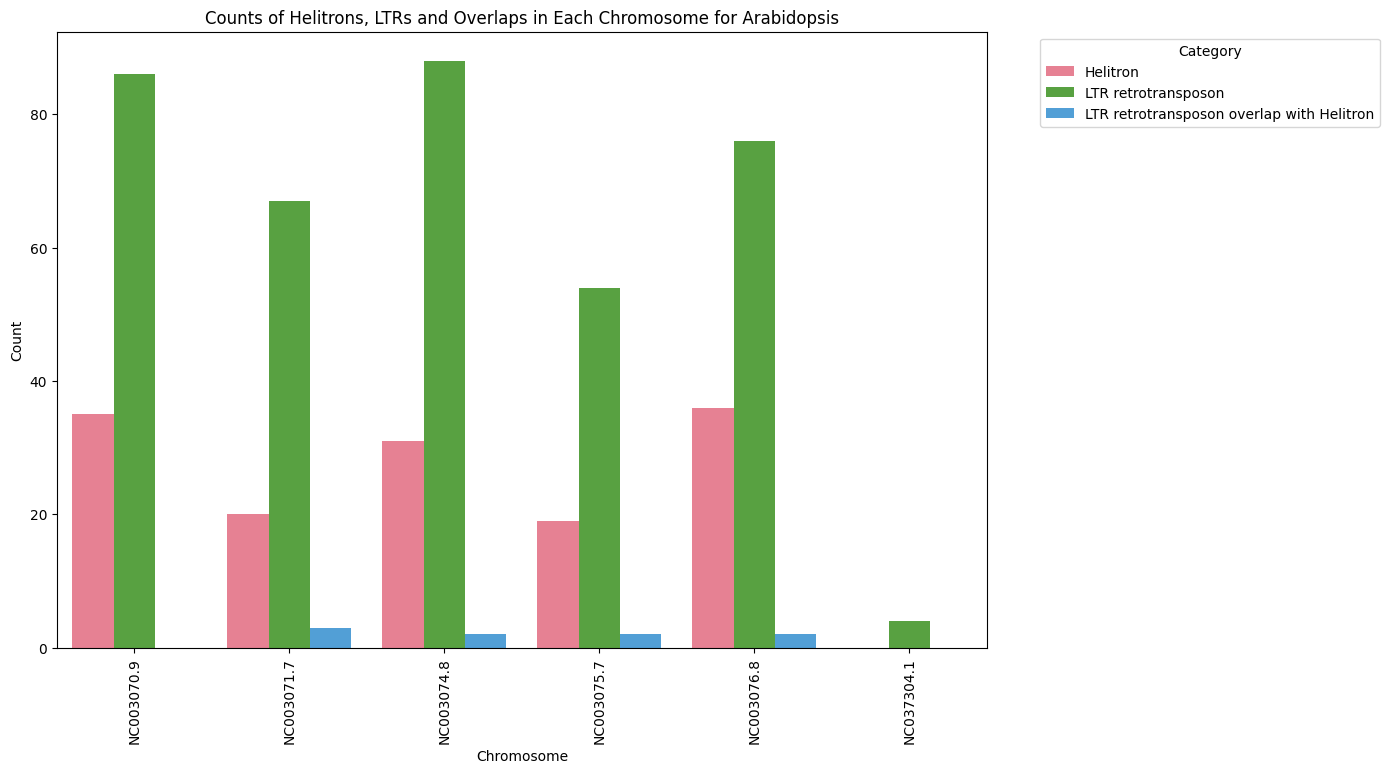 Counts of Helitrons, LTRs and Overlaps in Each Chromosome for Arabidopsis
Category
Helitron
LTR retrotransposon
LTR retrotransposon overlap with Helitron
Count
80
60
40
20
0
NC003070.9
NC003071.7
NC003074.8
NC003075.7
NC003076.8
NC037304.1
Chromosome